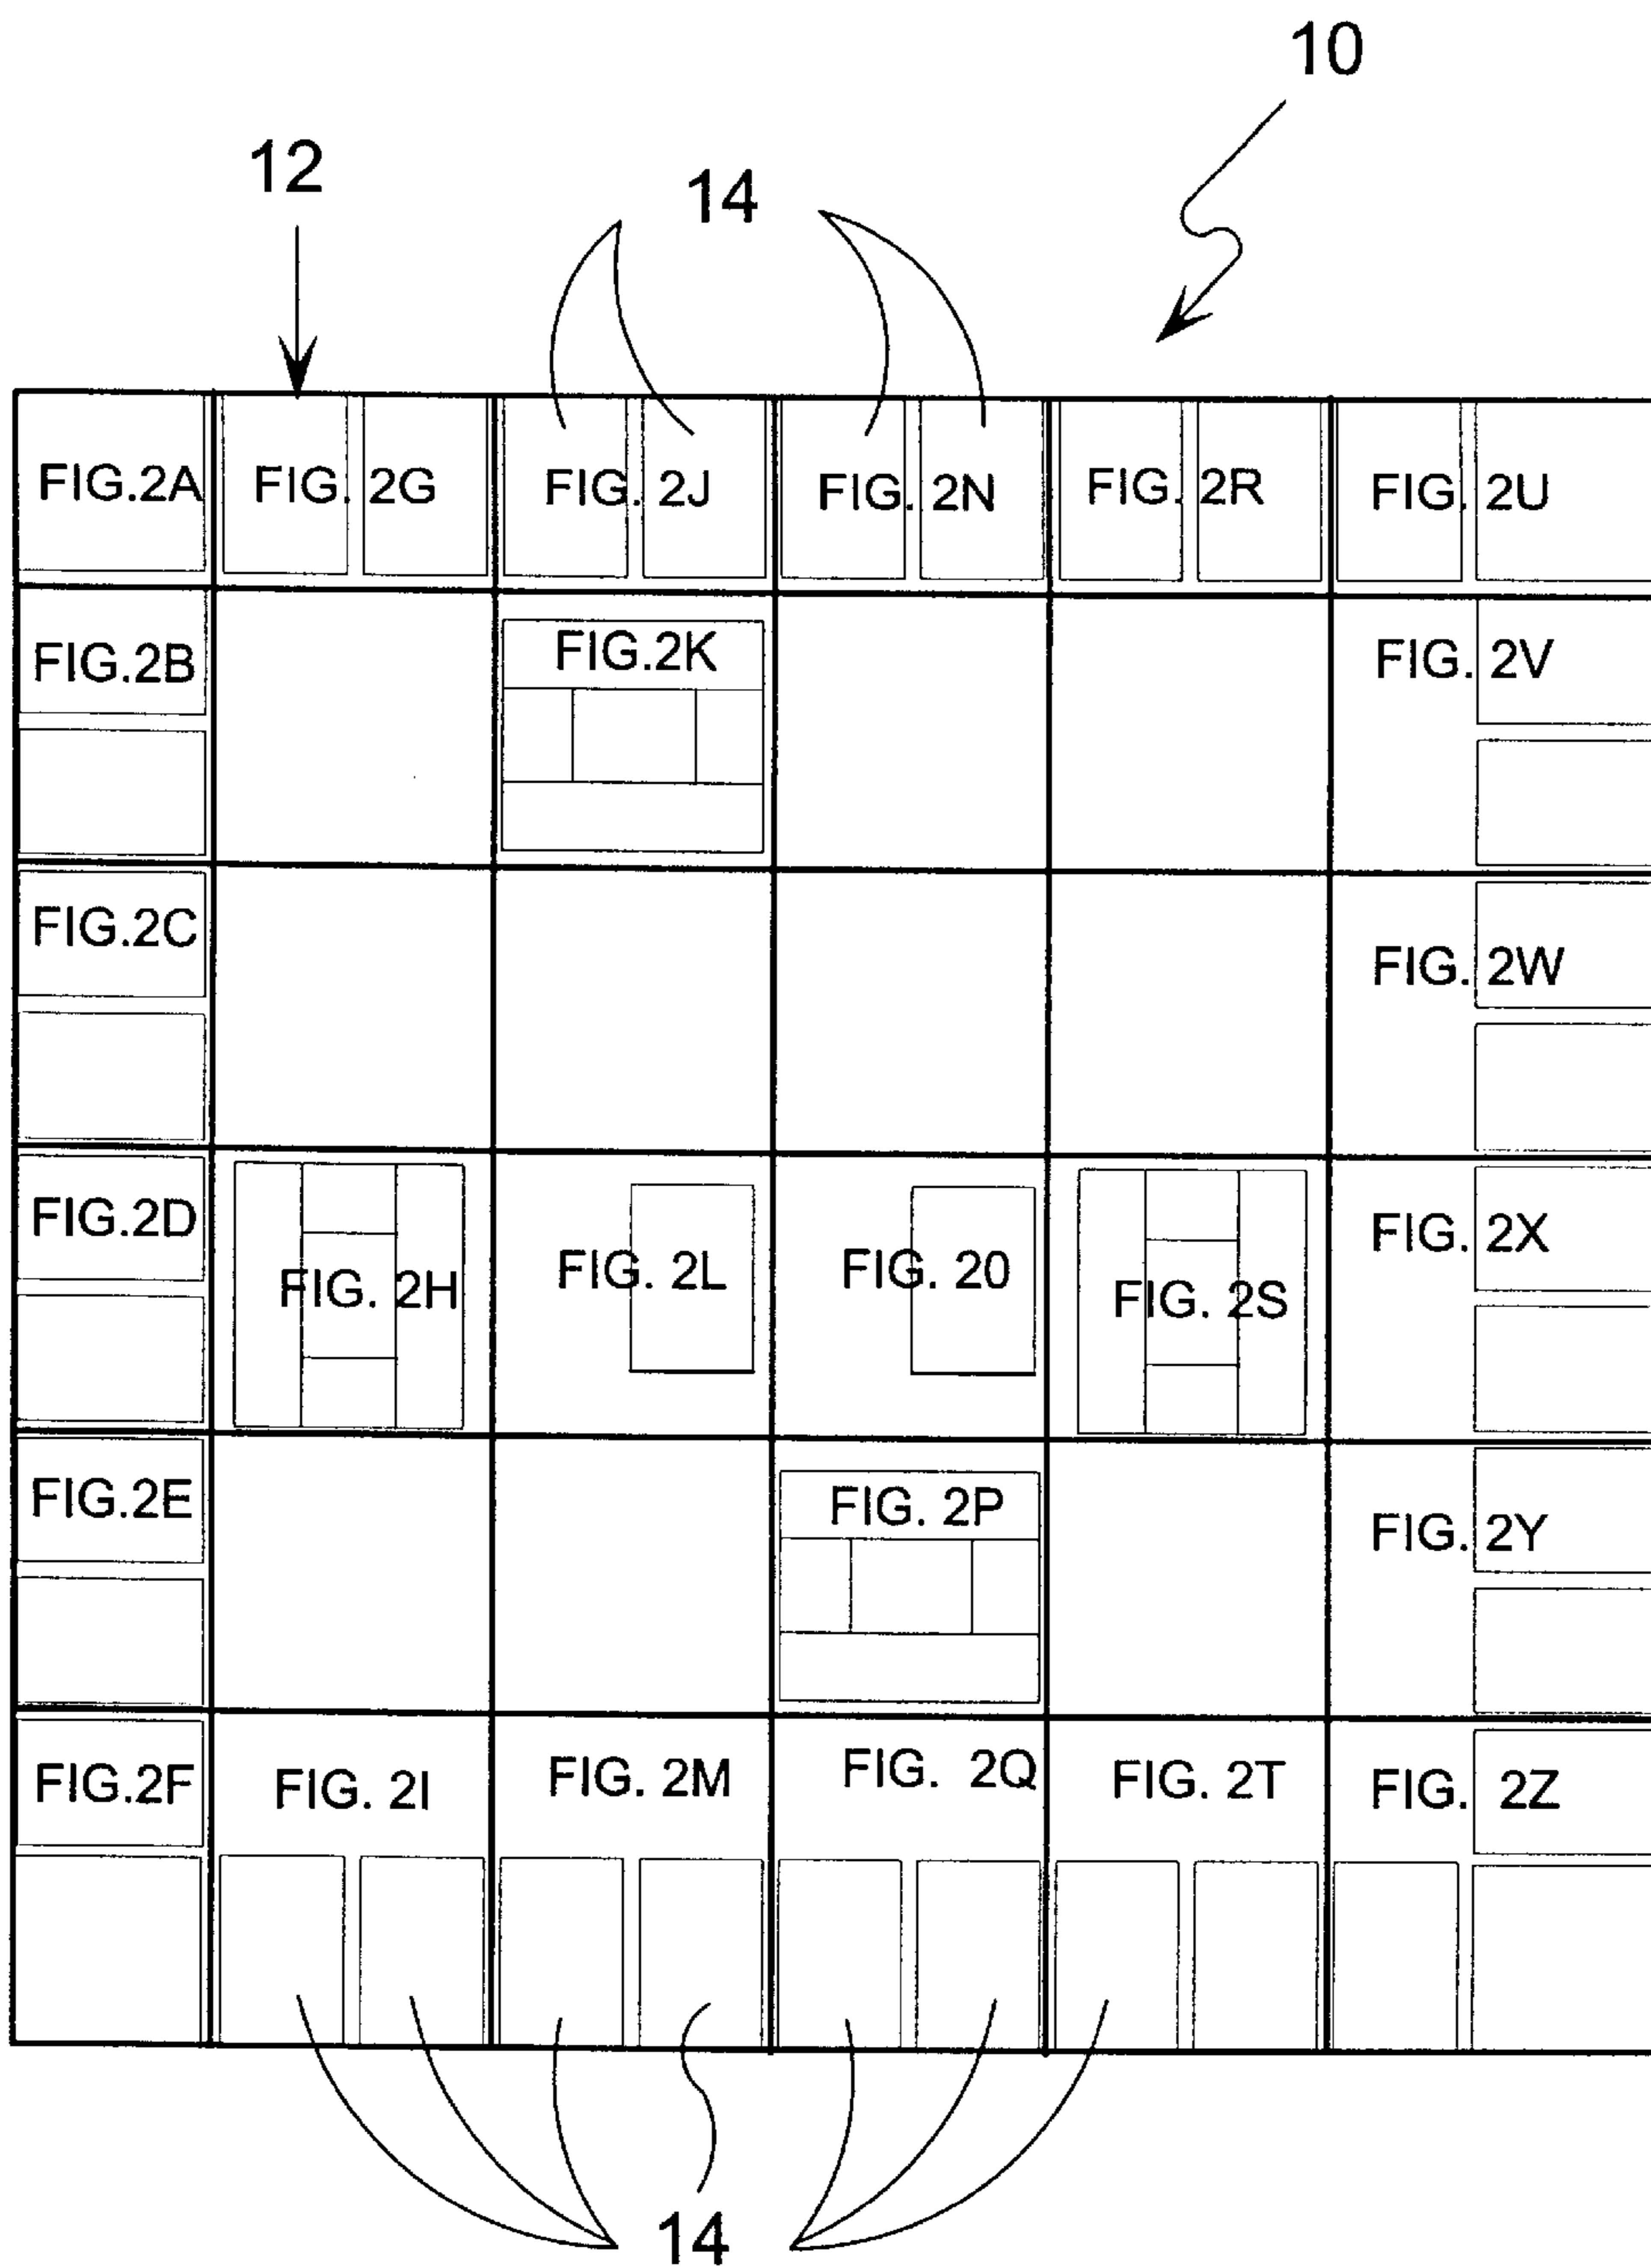 10
12
14
FIG.2A FIG. 2G FIG. 2J FIG. 2N FIG. 2R FIG. 2U
FIG.2B FIG.2K FIG. 2V
FIG.2C FIG. 2W
FIG.2D FIG. 2H FIG. 2L FIG. 20 FIG. 2S FIG. 2X
FIG.2E FIG. 2P FIG. 2Y
FIG.2F FIG. 2I FIG. 2M FIG. 2Q FIG. 2T FIG. 2Z
14